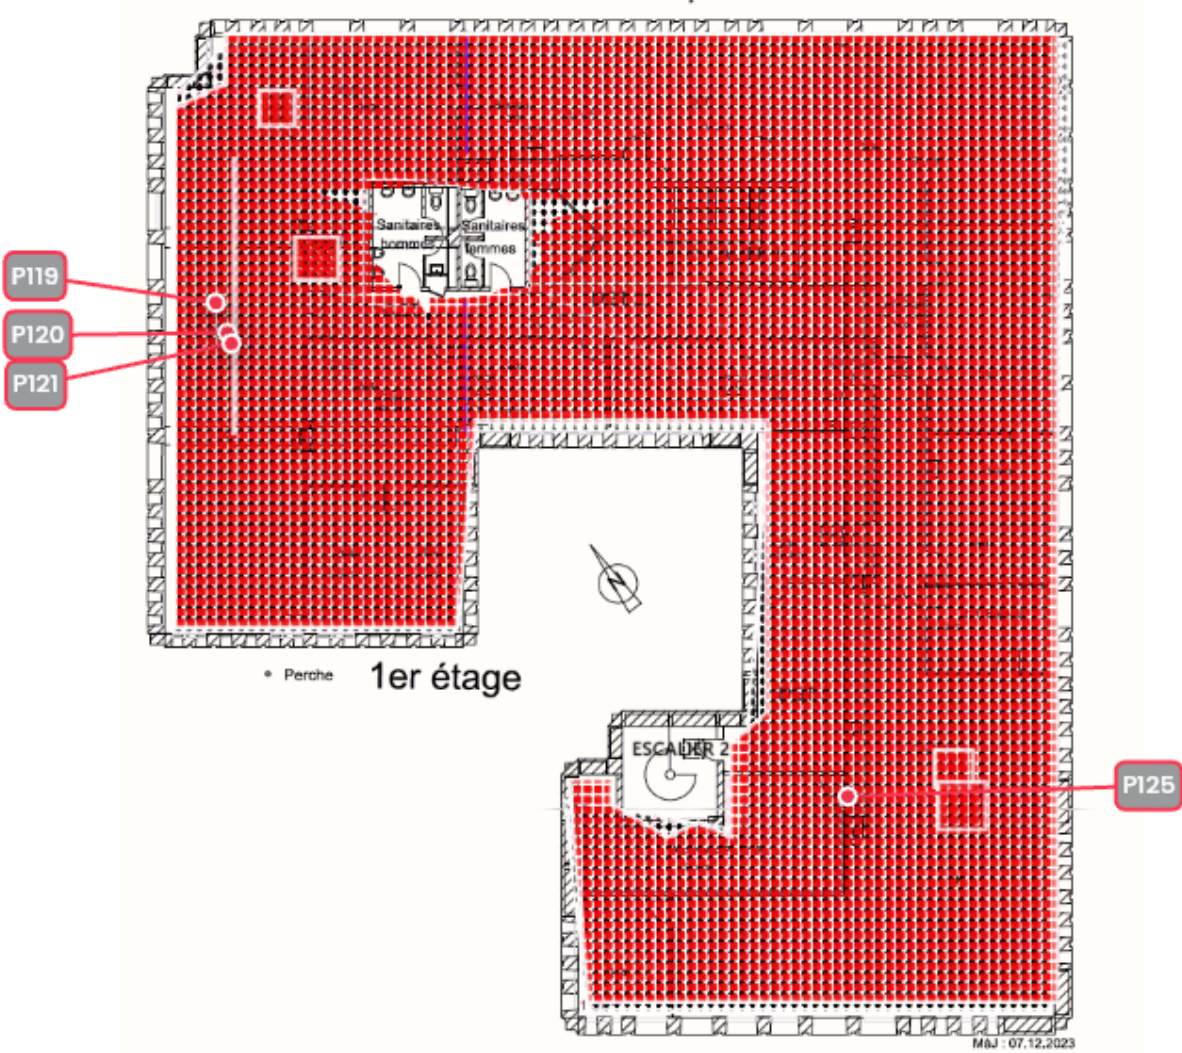 Sanitaires
hommes
Sanitaires
femmes
P119
P120
P121
Perche
1er étage
ESCALIER 2
P125
MàJ : 07.12.2023